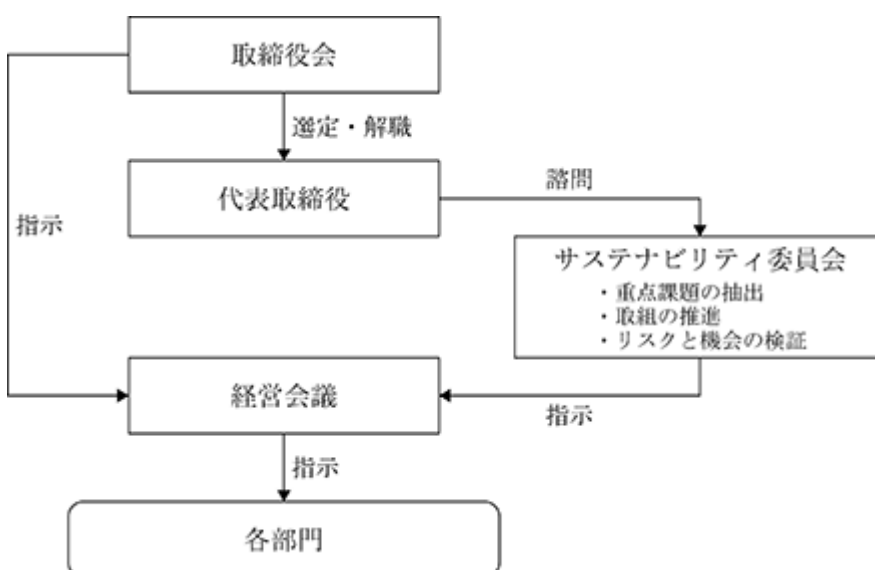 取締役会
選定・解職
代表取締役
諮問
指示
サステナビリティ委員会
・重点課題の抽出
・取組の推進
・リスクと機会の検証
経営会議
指示
指示
各部門